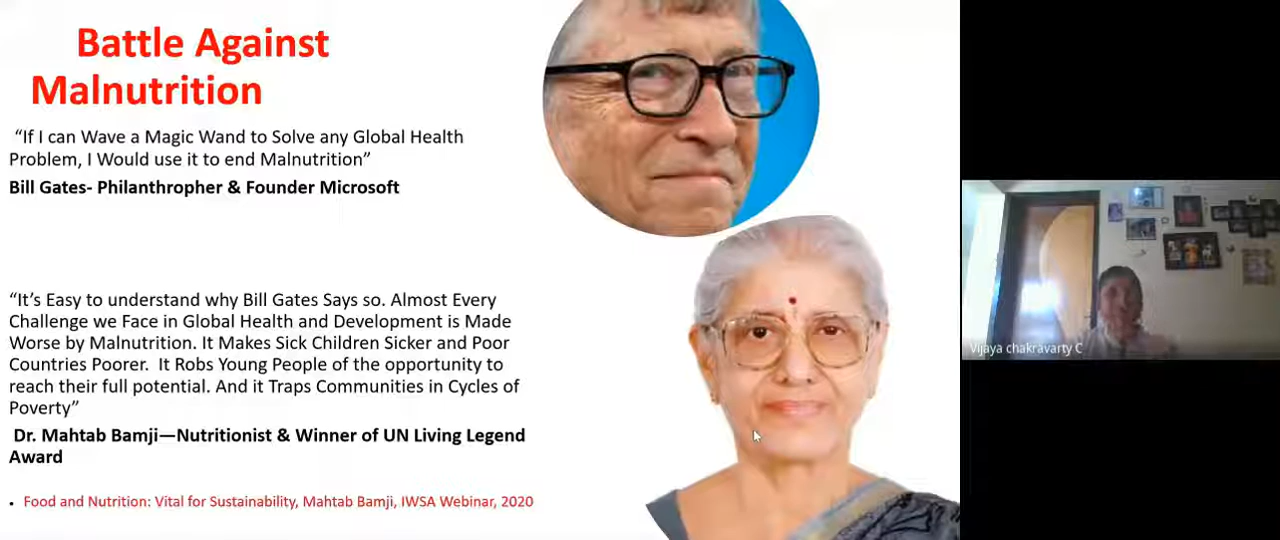 Battle Against
Malnutrition
“If I can Wave a Magic Wand to Solve any Global Health
Problem, I Would use it to end Malnutrition”
Bill Gates- Philanthropher & Founder Microsoft
“It’s Easy to understand why Bill Gates Says so. Almost Every
Challenge we Face in Global Health and Development is Made
Worse by Malnutrition. It Makes Sick Children Sicker and Poor
Countries Poorer.  It Robs Young People of the opportunity to
reach their full potential. And it Traps Communities in Cycles of
Poverty”
Dr. Mahtab Bamji—Nutritionist & Winner of UN Living Legend
Award
• Food and Nutrition: Vital for Sustainability, Mahtab Bamji, IWSA Webinar, 2020
Vijaya chakravarty C